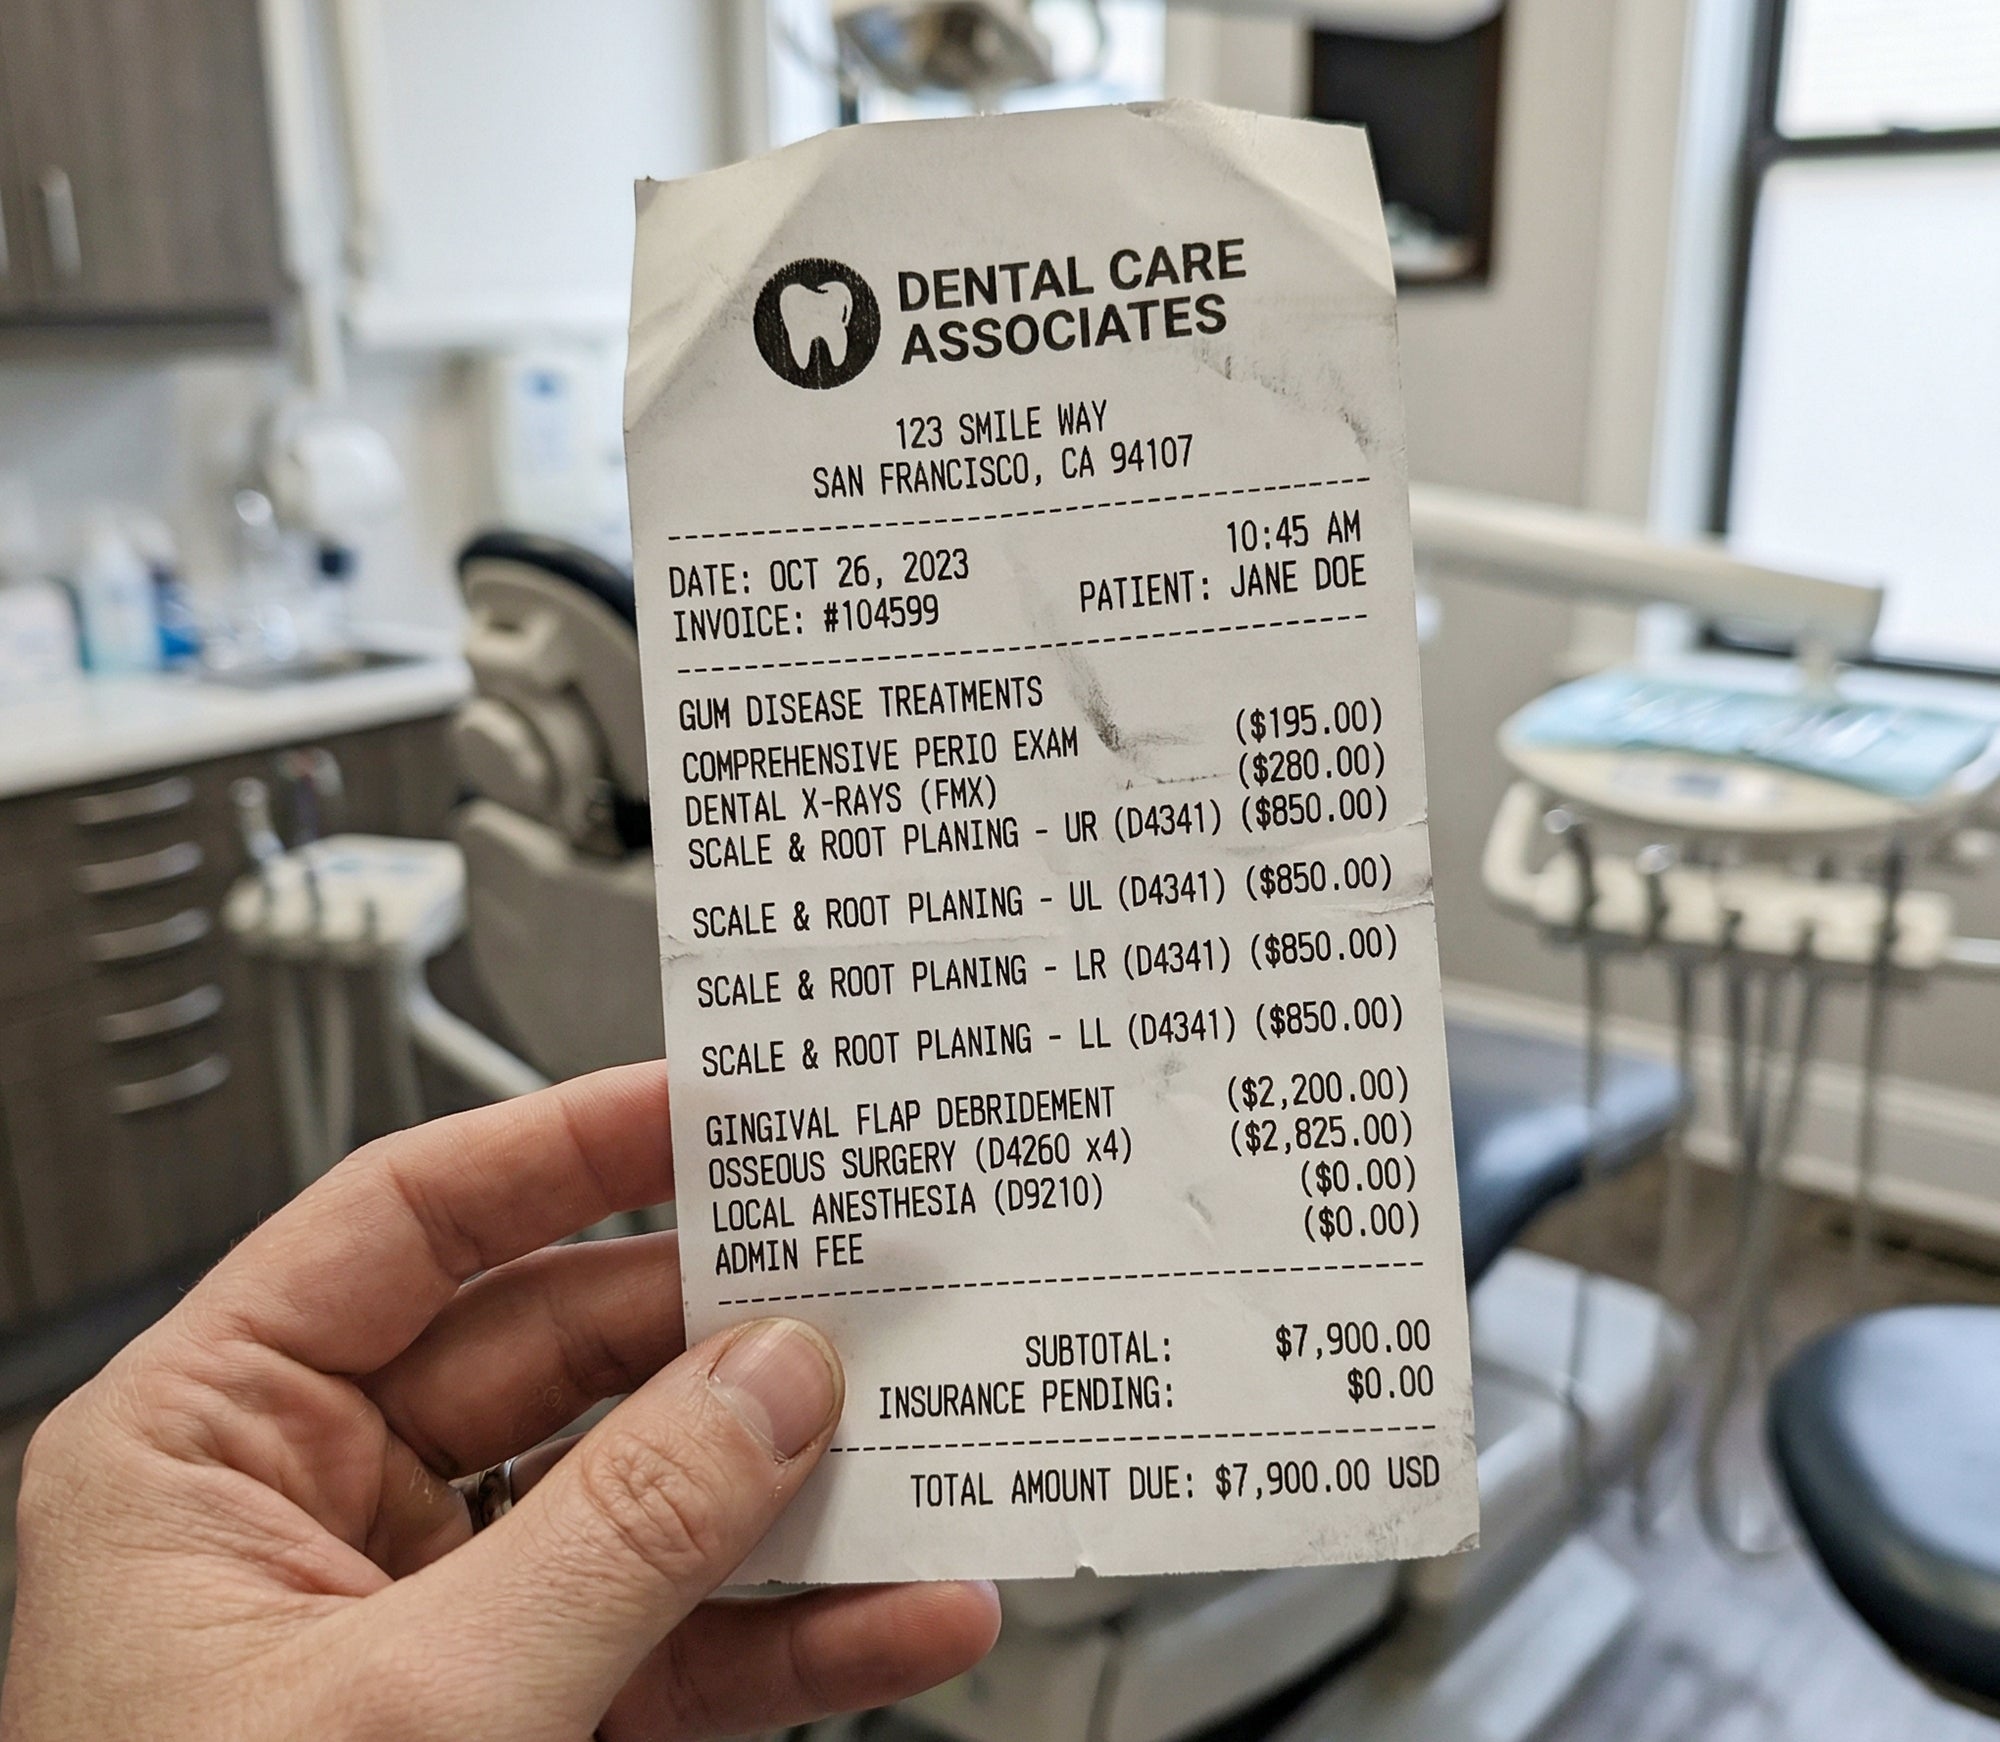 DENTAL CARE
ASSOCIATES
123 SMILE WAY
SAN FRANCISCO, CA 94107
DATE: OCT 26, 2023 10:45 AM
INVOICE: #104599 PATIENT: JANE DOE
GUM DISEASE TREATMENTS
COMPREHENSIVE PERIO EXAM ($195.00)
DENTAL X-RAYS (FMX) ($280.00)
SCALE & ROOT PLANING - UR (D4341) ($850.00)
SCALE & ROOT PLANING - UL (D4341) ($850.00)
SCALE & ROOT PLANING - LR (D4341) ($850.00)
SCALE & ROOT PLANING - LL (D4341) ($850.00)
GINGIVAL FLAP DEBRIDEMENT ($2,200.00)
OSSEOUS SURGERY (D4260 x4) ($2,825.00)
LOCAL ANESTHESIA (D9210) ($0.00)
ADMIN FEE ($0.00)
SUBTOTAL: $7,900.00
INSURANCE PENDING: $0.00
TOTAL AMOUNT DUE: $7,900.00 USD